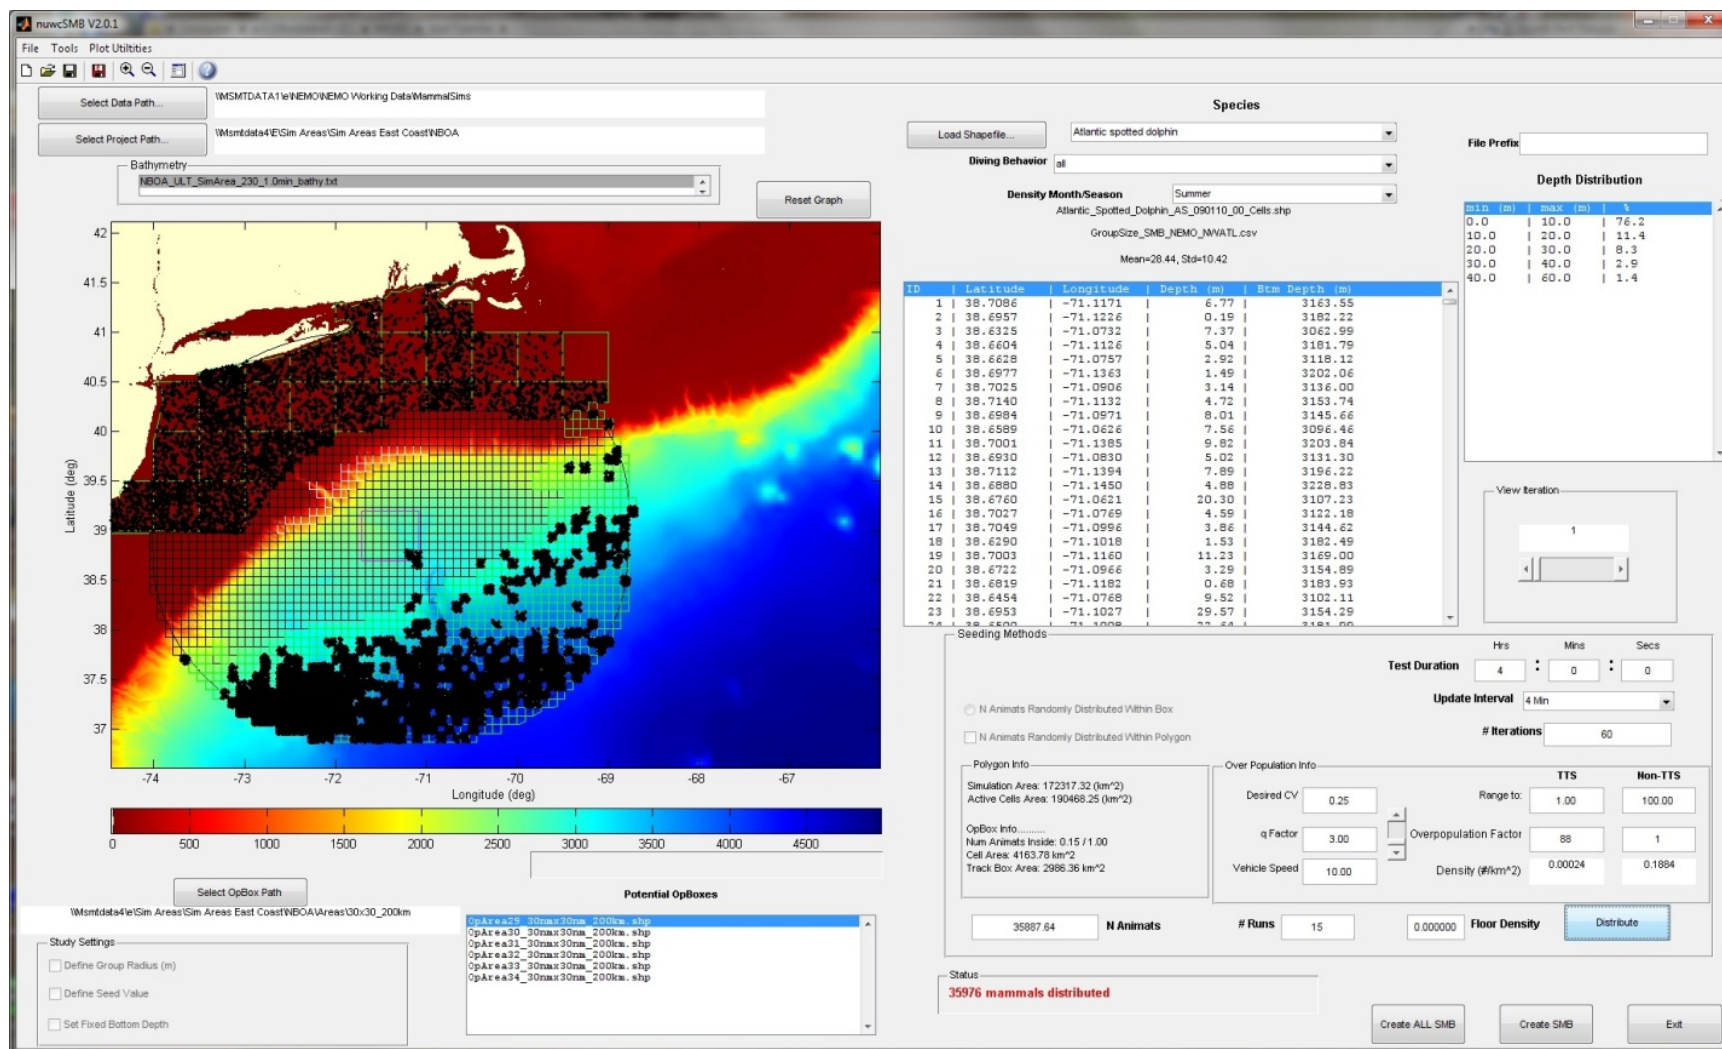 nuwcSMB V2.0.1
File Tools Plot Utiltities
Select Data Path...
\\MSMTDATA1\e\NEMO\NEMO Working Data\MammalSims
Select Project Path...
\\Msmtdata4\E\Sim Areas\Sim Areas East Coast\NBOA
Bathymetry
NBOA_ULT_SimArea_230_1.0min_bathy.txt
Reset Graph
Species
Load Shapefile...
Atlantic spotted dolphin
Diving Behavior
all
Density Month/Season
Summer
Atlantic_Spotted_Dolphin_AS_090110_00_Cells.shp
GroupSize_SMB_NEMO_NWATL.csv
Mean=28.44, Std=10.42
File Prefix
Depth Distribution
min (m) | max (m) | %
0.0 | 10.0 | 76.2
10.0 | 20.0 | 11.4
20.0 | 30.0 | 8.3
30.0 | 40.0 | 2.9
40.0 | 60.0 | 1.4
ID | Latitude | Longitude | Depth (m) | Btm Depth (m)
1 | 38.7086 | -71.1171 | 6.77 | 3163.55
2 | 38.6957 | -71.1226 | 0.19 | 3182.22
3 | 38.6325 | -71.0732 | 7.37 | 3062.99
4 | 38.6604 | -71.1126 | 5.04 | 3181.79
5 | 38.6628 | -71.0757 | 2.92 | 3118.12
6 | 38.6977 | -71.1363 | 1.49 | 3202.06
7 | 38.7025 | -71.0906 | 3.14 | 3136.00
8 | 38.7140 | -71.1132 | 4.72 | 3153.74
9 | 38.6984 | -71.0971 | 8.01 | 3145.66
10 | 38.6589 | -71.0626 | 7.56 | 3096.46
11 | 38.7001 | -71.1385 | 9.82 | 3203.84
12 | 38.6930 | -71.0830 | 5.02 | 3131.30
13 | 38.7112 | -71.1394 | 7.89 | 3196.22
14 | 38.6880 | -71.1450 | 4.88 | 3228.83
15 | 38.6760 | -71.0621 | 20.30 | 3107.23
16 | 38.7027 | -71.0769 | 4.59 | 3122.18
17 | 38.7049 | -71.0996 | 3.86 | 3144.62
18 | 38.6290 | -71.1018 | 1.53 | 3182.49
19 | 38.7003 | -71.1160 | 11.23 | 3169.00
20 | 38.6722 | -71.0966 | 3.29 | 3154.89
21 | 38.6819 | -71.1182 | 0.68 | 3183.93
22 | 38.6454 | -71.0768 | 9.52 | 3102.11
23 | 38.6953 | -71.1027 | 29.57 | 3154.29
View Iteration
1
Latitude (deg)
42
41.5
41
40.5
40
39.5
39
38.5
38
37.5
37
-74 -73 -72 -71 -70 -69 -68 -67
Longitude (deg)
0 500 1000 1500 2000 2500 3000 3500 4000 4500
Select OpBox Path
\\Msmtdata4\e\Sim Areas\Sim Areas East Coast\NBOA\Areas\30x30_200km
Study Settings
Define Group Radius (m)
Define Seed Value
Set Fixed Bottom Depth
Potential OpBoxes
OpArea29_30nmx30nm_200km.shp
OpArea30_30nmx30nm_200km.shp
OpArea31_30nmx30nm_200km.shp
OpArea32_30nmx30nm_200km.shp
OpArea33_30nmx30nm_200km.shp
OpArea34_30nmx30nm_200km.shp
Seeding Methods
Hrs Mins Secs
Test Duration 4 : 0 : 0
Update Interval 4 Min
# Iterations 60
N Animats Randomly Distributed Within Box
N Animats Randomly Distributed Within Polygon
Polygon Info
Simulation Area: 172317.32 (km^2)
Active Cells Area: 190468.25 (km^2)
OpBox Info..........
Num Animats Inside: 0.15 / 1.00
Cell Area: 4163.78 km^2
Track Box Area: 2986.36 km^2
Over Population Info
TTS Non-TTS
Desired CV 0.25
Range to: 1.00 100.00
q Factor 3.00
Overpopulation Factor 88 1
Vehicle Speed 10.00
Density (#/km^2) 0.00024 0.1884
35887.64 N Animats
# Runs 15
0.000000 Floor Density
Distribute
Status
35976 mammals distributed
Create ALL SMB
Create SMB
Exit